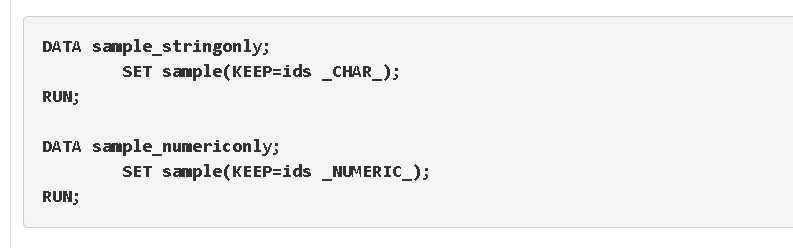 DATA sample_stringonly;
SET sample(KEEP=ids _CHAR_);
RUN;
DATA sample_numericonly;
SET sample(KEEP=ids _NUMERIC_);
RUN;